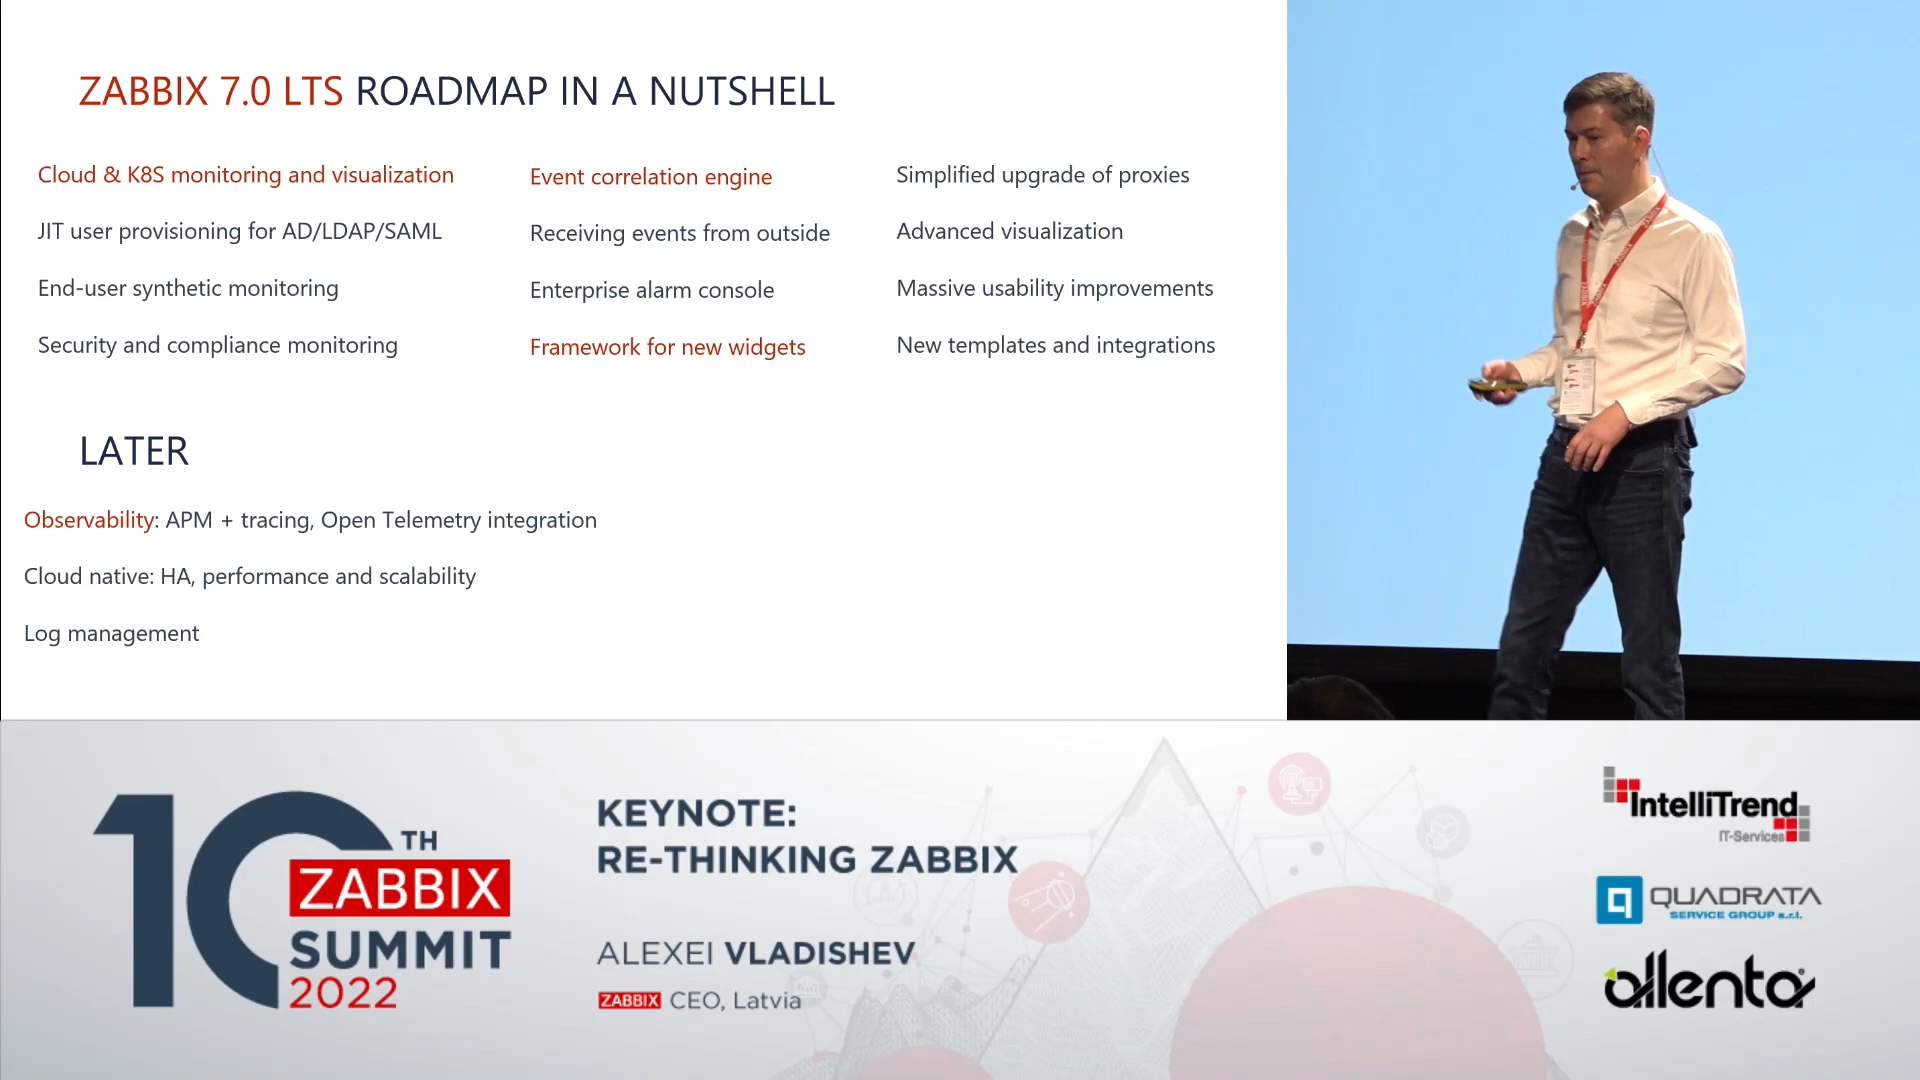 ZABBIX 7.0 LTS ROADMAP IN A NUTSHELL
Cloud & K8S monitoring and visualization
JIT user provisioning for AD/LDAP/SAML
End-user synthetic monitoring
Security and compliance monitoring
Event correlation engine
Receiving events from outside
Enterprise alarm console
Framework for new widgets
Simplified upgrade of proxies
Advanced visualization
Massive usability improvements
New templates and integrations
LATER
Observability: APM + tracing, Open Telemetry integration
Cloud native: HA, performance and scalability
Log management
10TH
ZABBIX
SUMMIT
2022
KEYNOTE:
RE-THINKING ZABBIX
ALEXEI VLADISHEV
ZABBIX CEO, Latvia
IntelliTrend
IT-Services
QUADRATA
SERVICE GROUP s.r.l.
allenta